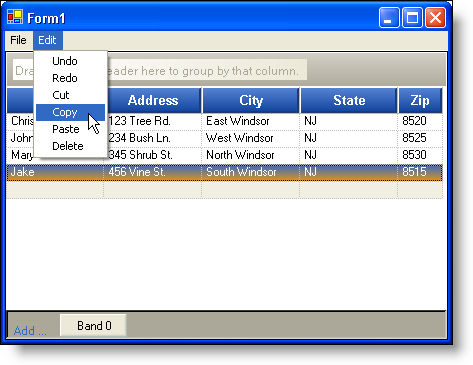 Form1
File Edit
Undo
Redo
Cut
Copy
Paste
Delete
Dra eader here to group by that column.
Address City State Zip
Chris 123 Tree Rd. East Windsor NJ 8520
John 234 Bush Ln. West Windsor NJ 8525
Mary 345 Shrub St. North Windsor NJ 8530
Jake 456 Vine St. South Windsor NJ 8515
Add ... Band 0